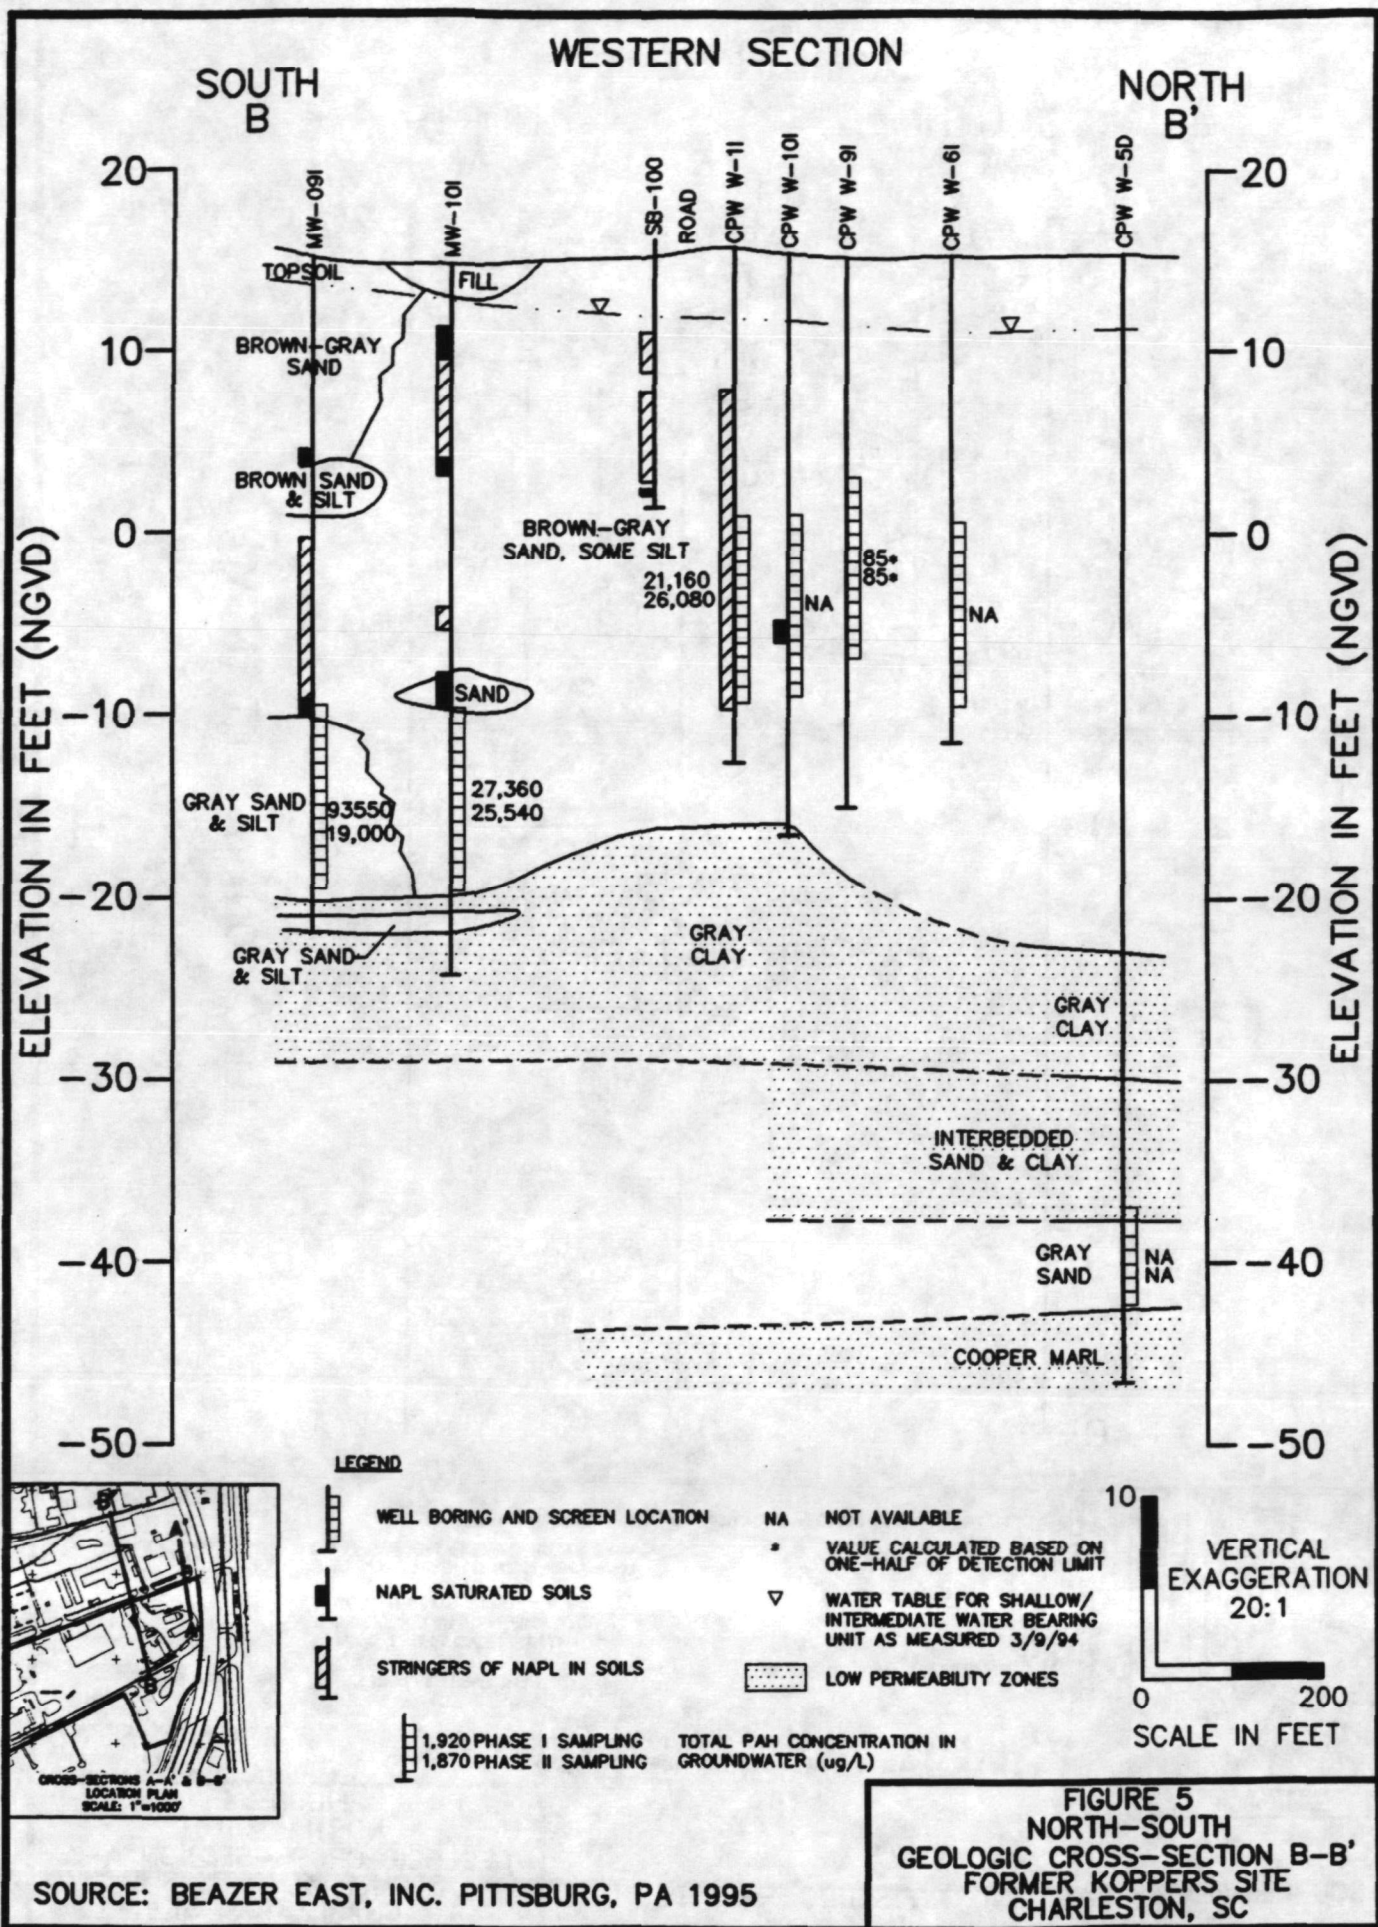 WESTERN SECTION
SOUTH
B
NORTH
B'
MW-09I
MW-10I
SB-100
ROAD
CPW W-1I
CPW W-10I
CPW W-9I
CPW W-6I
CPW W-5D
20
10
0
-10
-20
-30
-40
-50
ELEVATION IN FEET (NGVD)
20
10
0
-10
-20
-30
-40
-50
ELEVATION IN FEET (NGVD)
TOPSOIL
FILL
BROWN-GRAY
SAND
BROWN SAND
& SILT
BROWN-GRAY
SAND, SOME SILT
21,160
26,080
NA
85*
85*
NA
SAND
GRAY SAND
& SILT
93550
19,000
27,360
25,540
GRAY SAND
& SILT
GRAY
CLAY
GRAY
CLAY
INTERBEDDED
SAND & CLAY
GRAY
SAND
NA
NA
COOPER MARL
LEGEND
WELL BORING AND SCREEN LOCATION
NAPL SATURATED SOILS
STRINGERS OF NAPL IN SOILS
1,920 PHASE I SAMPLING
1,870 PHASE II SAMPLING
TOTAL PAH CONCENTRATION IN
GROUNDWATER (ug/L)
NA NOT AVAILABLE
* VALUE CALCULATED BASED ON
ONE-HALF OF DETECTION LIMIT
WATER TABLE FOR SHALLOW/
INTERMEDIATE WATER BEARING
UNIT AS MEASURED 3/9/94
LOW PERMEABILITY ZONES
10
VERTICAL
EXAGGERATION
20:1
0 200
SCALE IN FEET
CROSS-SECTIONS A-A' & B-B'
LOCATION PLAN
SCALE: 1"=1000'
SOURCE: BEAZER EAST, INC. PITTSBURG, PA 1995
FIGURE 5
NORTH-SOUTH
GEOLOGIC CROSS-SECTION B-B'
FORMER KOPPERS SITE
CHARLESTON, SC